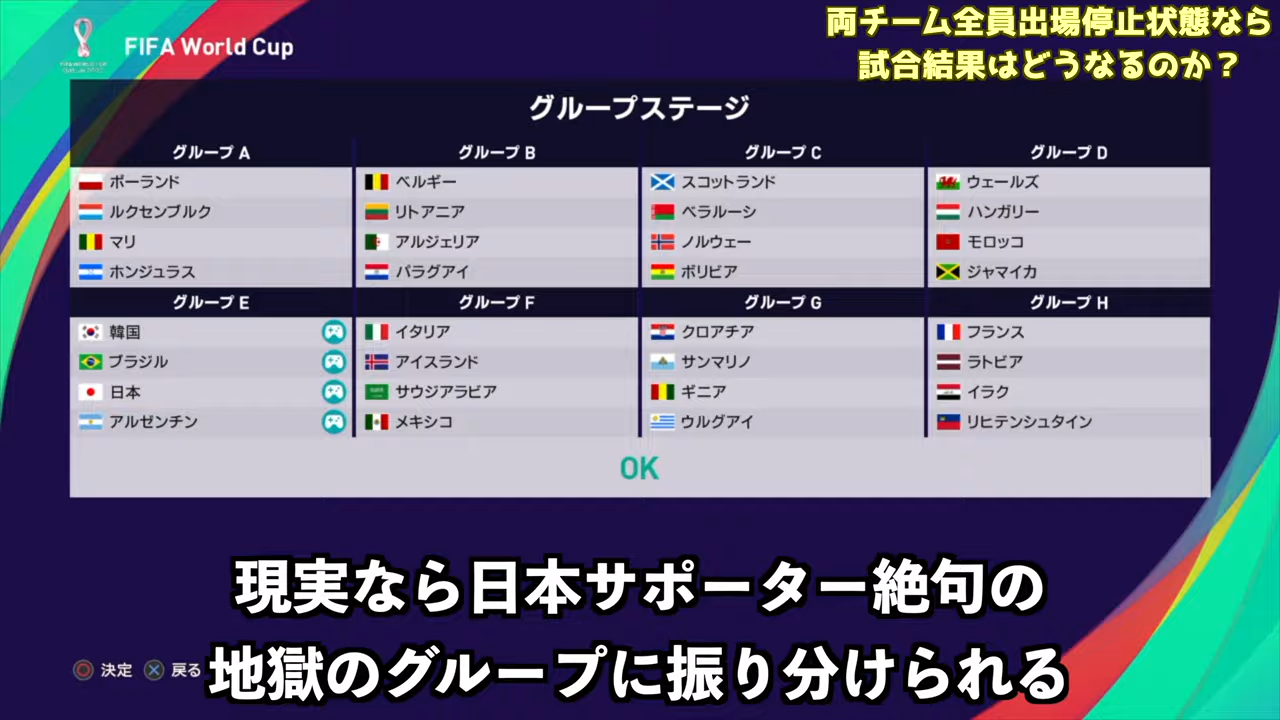 両チーム全員出場停止状態なら
試合結果はどうなるのか？
FIFA World Cup
グループステージ
グループ A
ポーランド
ルクセンブルク
マリ
ホンジュラス
グループ B
ベルギー
リトアニア
アルジェリア
パラグアイ
グループ C
スコットランド
ベラルーシ
ノルウェー
ボリビア
グループ D
ウェールズ
ハンガリー
モロッコ
ジャマイカ
グループ E
韓国
ブラジル
日本
アルゼンチン
グループ F
イタリア
アイスランド
サウジアラビア
メキシコ
グループ G
クロアチア
サンマリノ
ギニア
ウルグアイ
グループ H
フランス
ラトビア
イラク
リヒテンシュタイン
OK
現実なら日本サポーター絶句の
地獄のグループに振り分けられる
決定 戻る